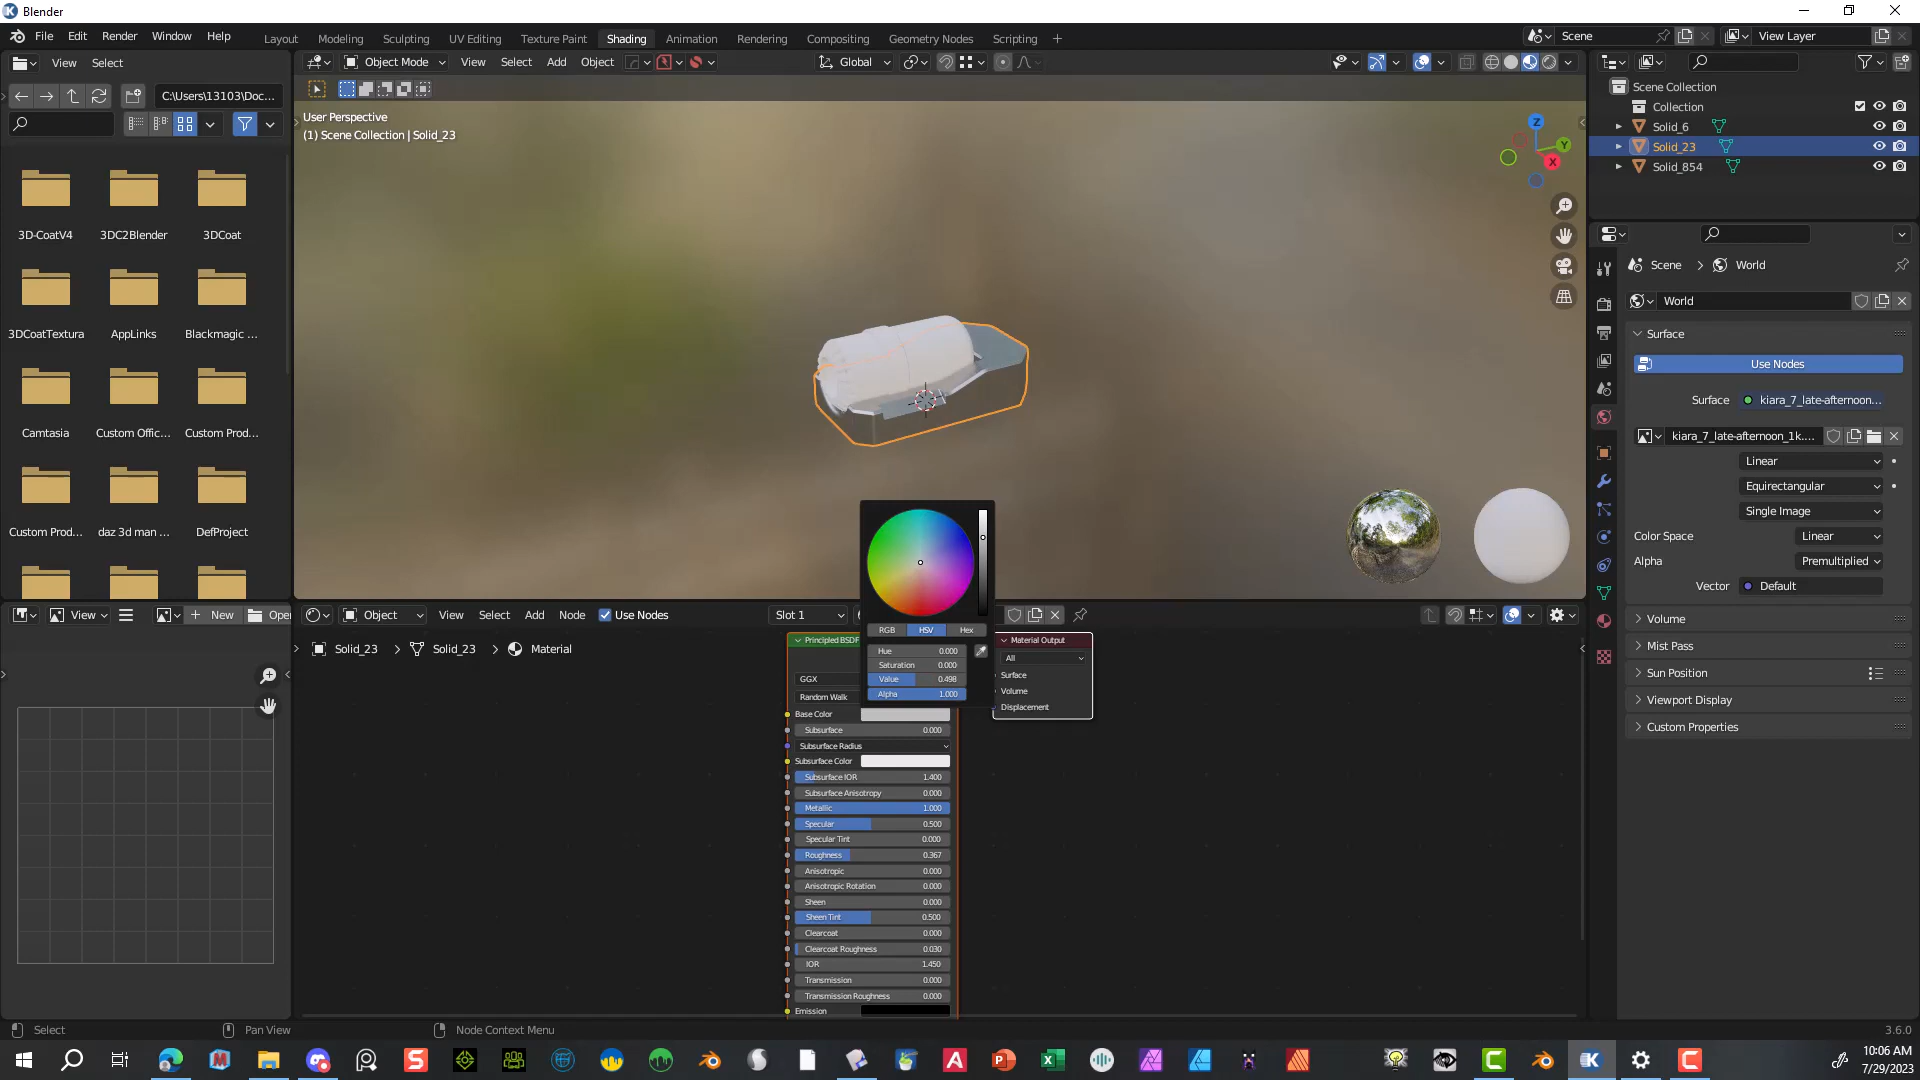 Blender
File Edit Render Window Help
Layout Modeling Sculpting UV Editing Texture Paint Shading Animation Rendering Compositing Geometry Nodes Scripting
Scene
View Layer
View Select
Object Mode View Select Add Object Global
C:\Users\13103\Doc...
User Perspective
(1) Scene Collection | Solid_23
Z
Y
X
Scene Collection
Collection
Solid_6
Solid_23
Solid_854
3D-CoatV4 3DC2Blender 3DCoat
3DCoatTextura AppLinks Blackmagic ...
Camtasia Custom Offic... Custom Prod...
Custom Prod... daz 3d man ... DefProject
Scene > World
World
Surface
Use Nodes
Surface kiara_7_late-afternoon...
kiara_7_late-afternoon_1k....
Linear
Equirectangular
Single Image
Color Space Linear
Alpha Premultiplied
Vector Default
Volume
Mist Pass
Sun Position
Viewport Display
Custom Properties
View New Open
Object View Select Add Node Use Nodes Slot 1
Solid_23 > Solid_23 > Material
RGB HSV Hex
Hue 0.000
Saturation 0.000
Value 0.498
Alpha 1.000
Principled BSDF
GGX
Random Walk
Base Color
Subsurface 0.000
Subsurface Radius
Subsurface Color
Subsurface IOR 1.400
Subsurface Anisotropy 0.000
Metallic 1.000
Specular 0.500
Specular Tint 0.000
Roughness 0.367
Anisotropic 0.000
Anisotropic Rotation 0.000
Sheen 0.000
Sheen Tint 0.500
Clearcoat 0.000
Clearcoat Roughness 0.030
IOR 1.450
Transmission 0.000
Transmission Roughness 0.000
Emission
Material Output
All
Surface
Volume
Displacement
Select Pan View Node Context Menu 3.6.0
10:06 AM
7/29/2023